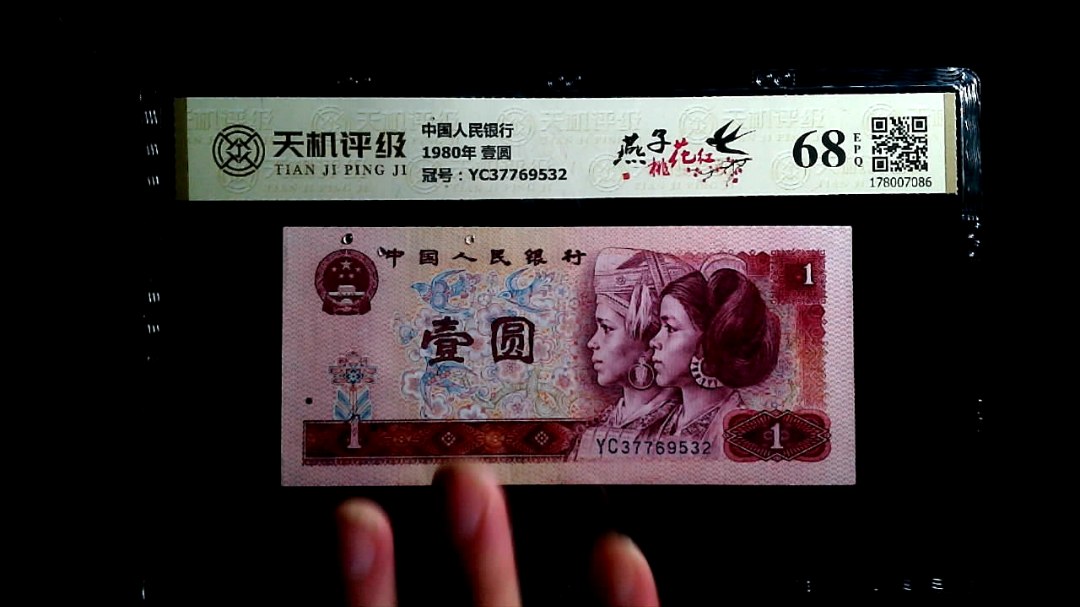 天机评级
TIAN JI PING JI
中国人民银行
1980年 壹圆
冠号：YC37769532
燕子
桃花红
68
EPQ
178007086
中国人民银行
1
壹圆
1
YC37769532
1